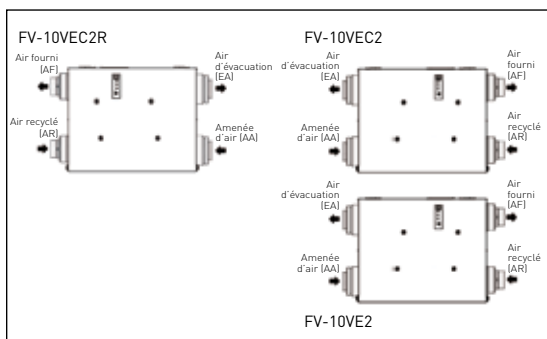 FV-10VEC2R
Air fourni
(AF)
Air
d'évacuation
(EA)
Air recyclé
(AR)
Amenée
d'air (AA)
FV-10VEC2
Air
d'évacuation
(EA)
Air
fourni
(AF)
Amenée
d'air (AA)
Air
recyclé
(AR)
Air
d'évacuation
(EA)
Air
fourni
(AF)
Amenée
d'air (AA)
Air
recyclé
(AR)
FV-10VE2